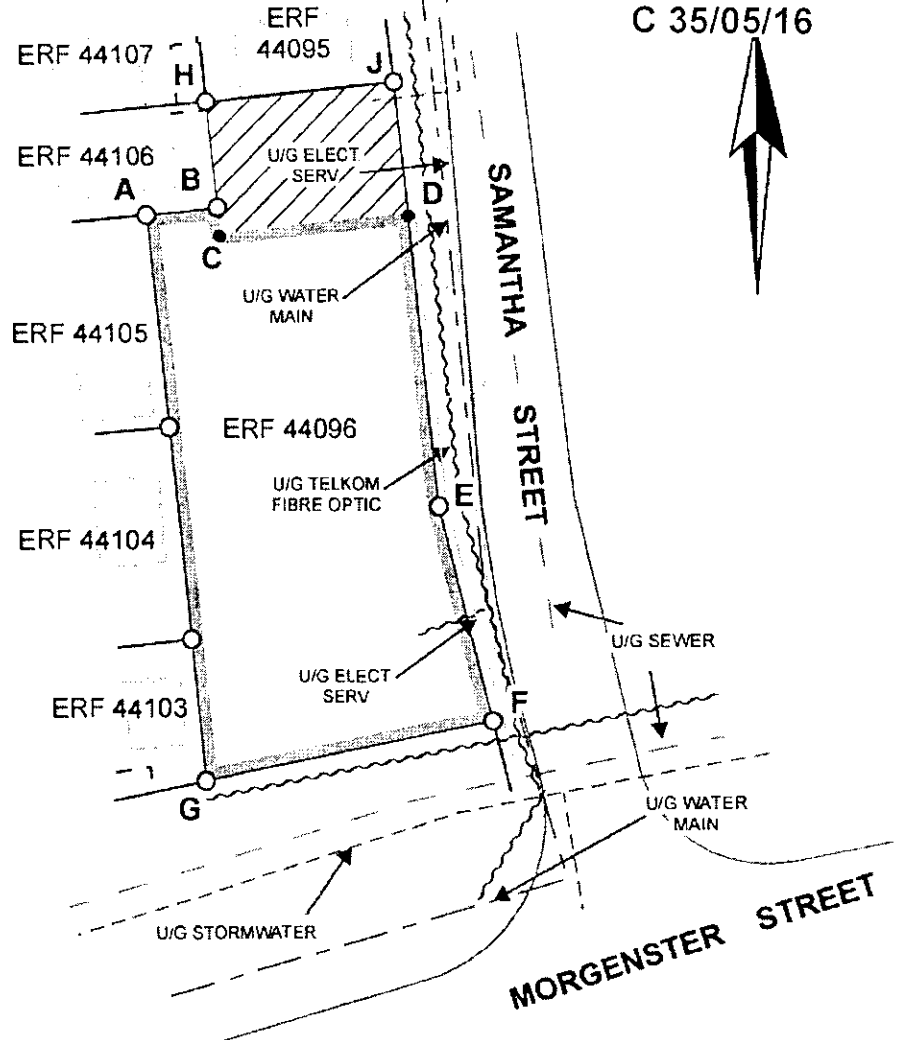 C 35/05/16
ERF
44095
ERF 44107
H
J
ERF 44106
U/G ELECT
SERV
A
B
D
C
SAMANTHA STREET
U/G WATER
MAIN
ERF 44105
ERF 44096
U/G TELKOM
FIBRE OPTIC
E
ERF 44104
U/G SEWER
U/G ELECT
SERV
F
ERF 44103
G
U/G WATER
MAIN
U/G STORMWATER
MORGENSTER STREET